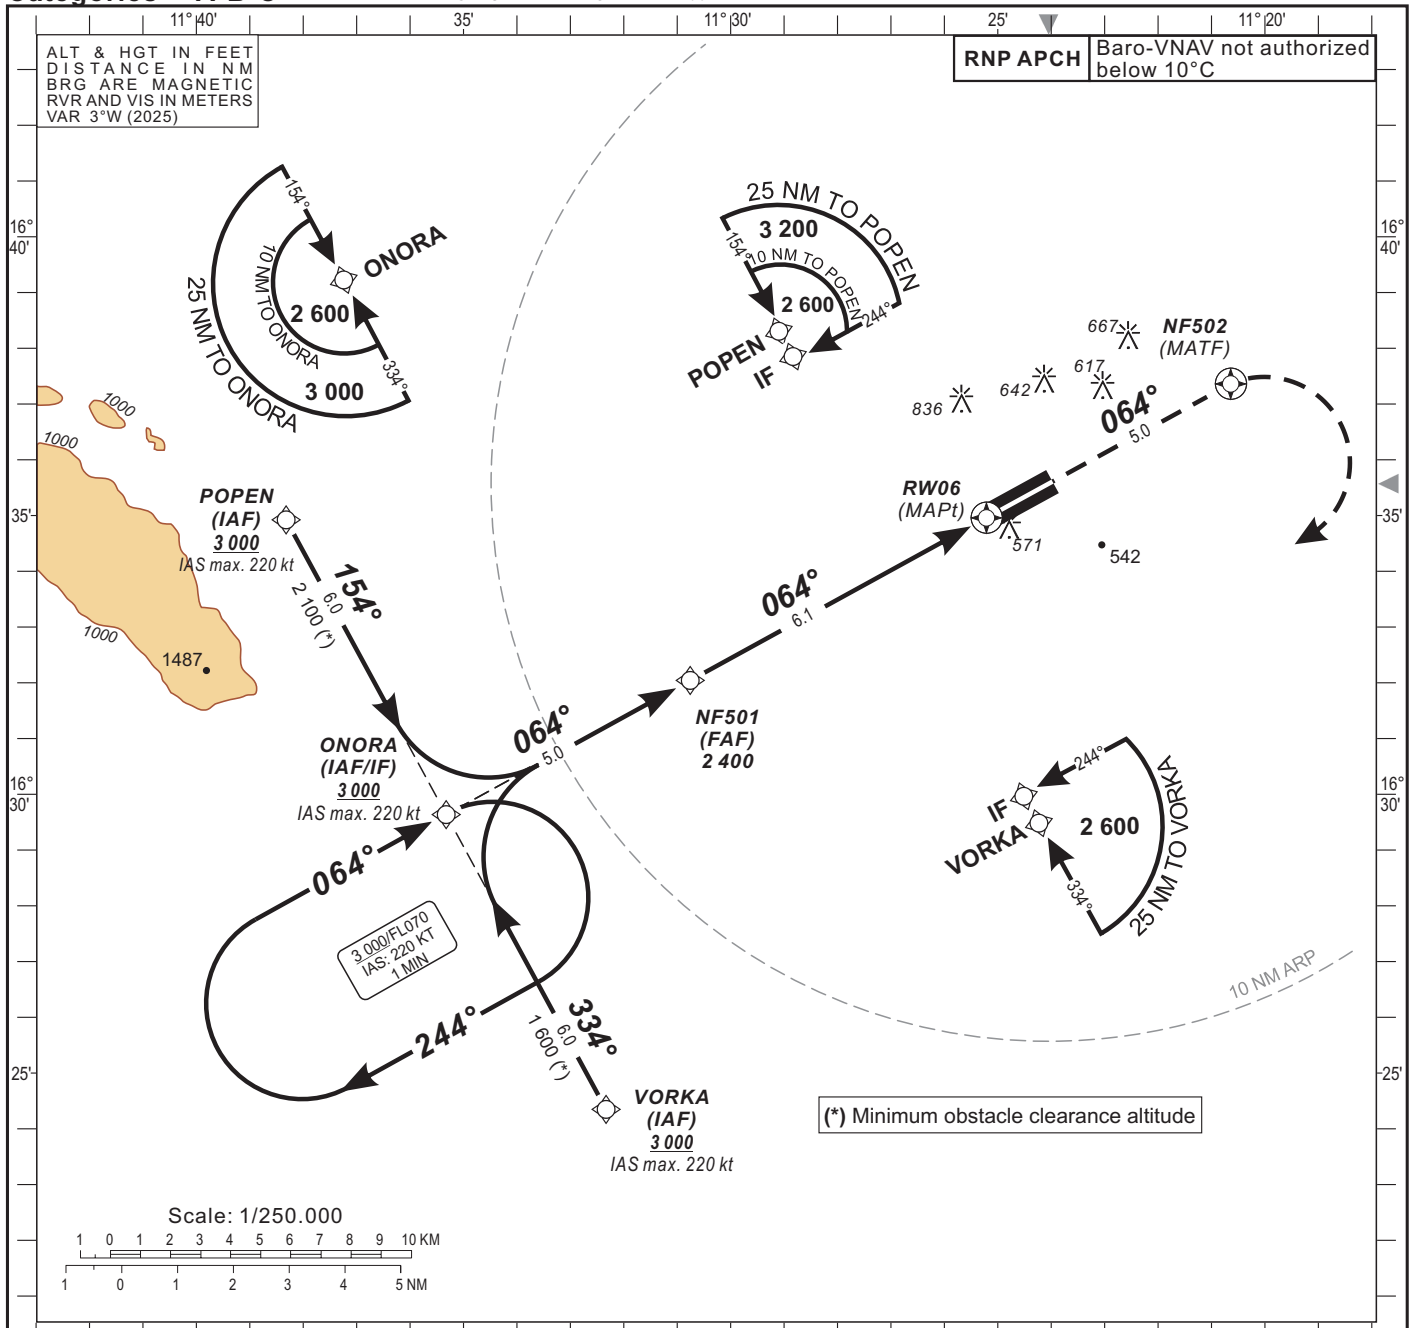 11°40'
35'
11°30'
25'
11°20'
ALT & HGT IN FEET
DISTANCE IN NM
BRG ARE MAGNETIC
RVR AND VIS IN METERS
VAR 3°W (2025)
RNP APCH
Baro-VNAV not authorized
below 10°C
16°
40'
16°
40'
154°
ONORA
10 NM TO ONORA
2 600
25 NM TO ONORA
3 000
334°
25 NM TO POPEN
3 200
154°
10 NM TO POPEN
2 600
244°
POPEN
IF
667
NF502
(MATF)
617
642
836
064°
5.0
1000
1000
1000
1487
POPEN
(IAF)
3 000
IAS max. 220 kt
35'
35'
RW06
(MAPt)
571
542
154°
6.0
2 100 (*)
064°
6.1
NF501
(FAF)
2 400
064°
5.0
ONORA
(IAF/IF)
3 000
IAS max. 220 kt
16°
30'
16°
30'
244°
IF
VORKA
2 600
334°
25 NM TO VORKA
064°
3 000/FL070
IAS: 220 KT
1 MIN
244°
334°
6.0
1 600 (*)
10 NM ARP
25'
25'
VORKA
(IAF)
3 000
IAS max. 220 kt
(*) Minimum obstacle clearance altitude
Scale: 1/250.000
1 0 1 2 3 4 5 6 7 8 9 10 KM
1 0 1 2 3 4 5 NM